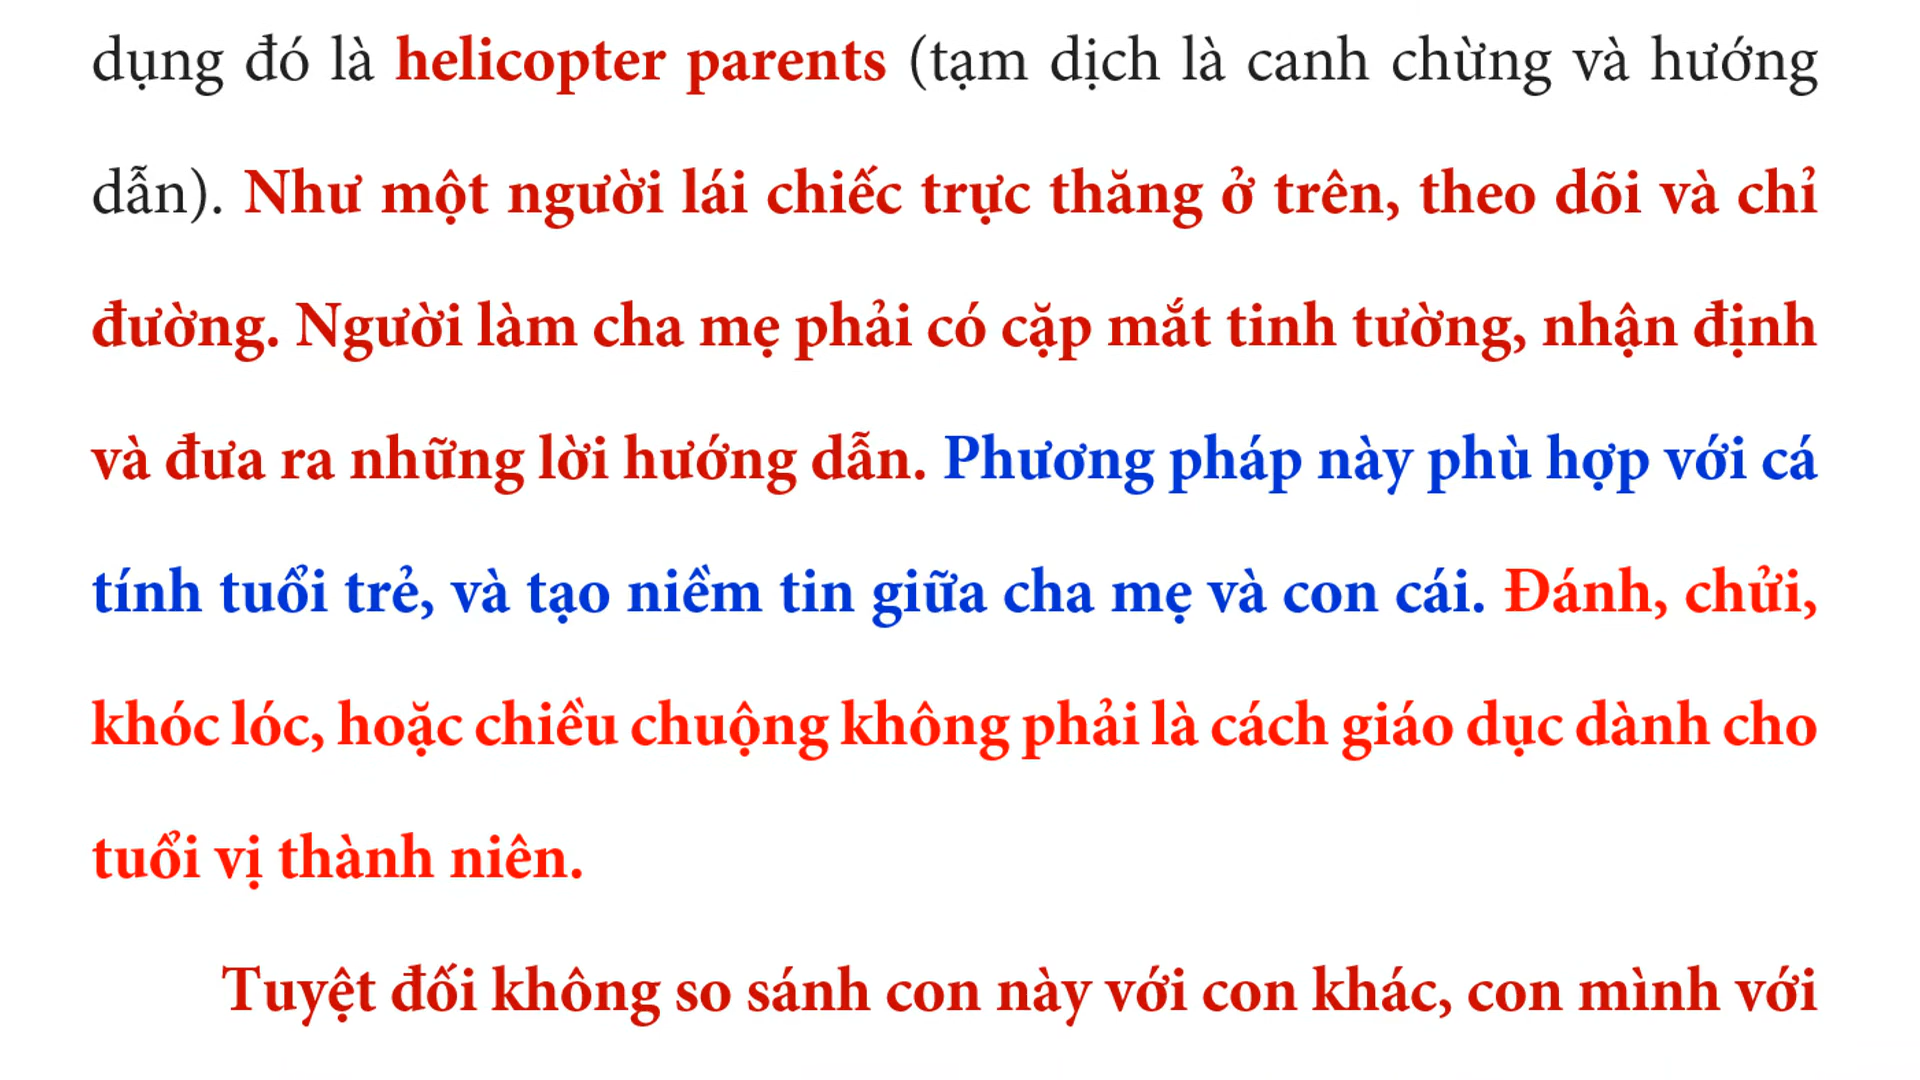 dụng đó là helicopter parents (tạm dịch là canh chừng và hướng
dẫn). Như một người lái chiếc trực thăng ở trên, theo dõi và chỉ
đường. Người làm cha mẹ phải có cặp mắt tinh tường, nhận định
và đưa ra những lời hướng dẫn. Phương pháp này phù hợp với cá
tính tuổi trẻ, và tạo niềm tin giữa cha mẹ và con cái. Đánh, chửi,
khóc lóc, hoặc chiều chuộng không phải là cách giáo dục dành cho
tuổi vị thành niên.
Tuyệt đối không so sánh con này với con khác, con mình với